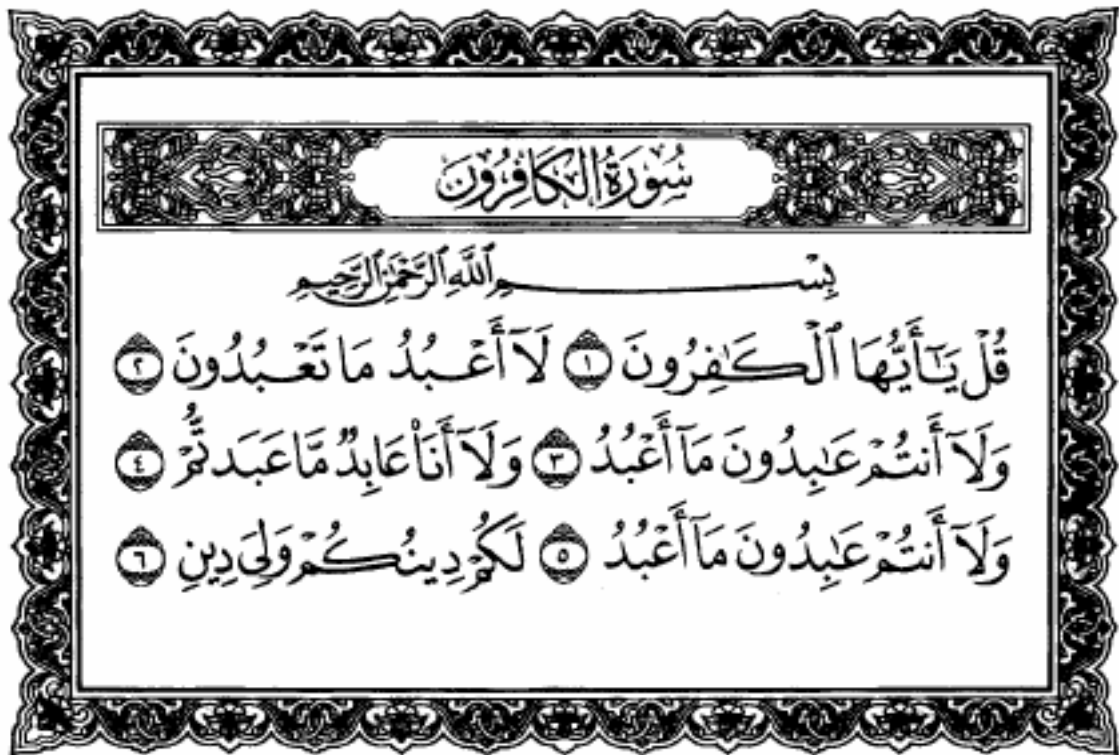 سُورَةُ الكَافِرُونَ
بِسْمِ ٱللَّهِ ٱلرَّحْمَٰنِ ٱلرَّحِيمِ
قُلْ يَٰٓأَيُّهَا ٱلْكَٰفِرُونَ ١ لَآ أَعْبُدُ مَا تَعْبُدُونَ ٢
وَلَآ أَنتُمْ عَٰبِدُونَ مَآ أَعْبُدُ ٣ وَلَآ أَنَا۠ عَابِدٌ مَّا عَبَدتُّمْ ٤
وَلَآ أَنتُمْ عَٰبِدُونَ مَآ أَعْبُدُ ٥ لَكُمْ دِينُكُمْ وَلِىَ دِينِ ٦